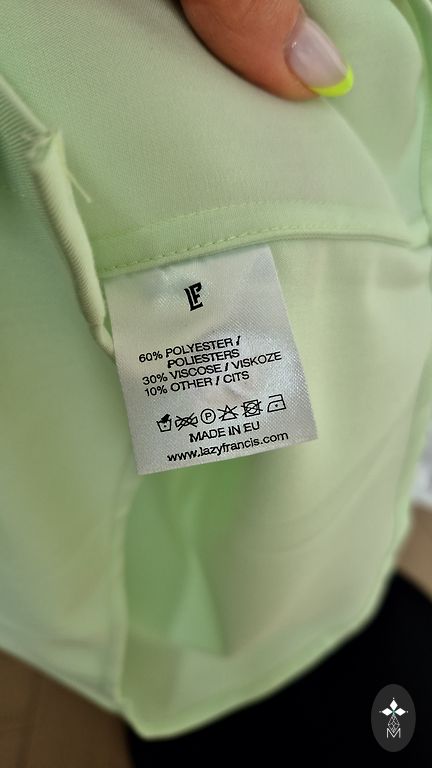 LF
60% POLYESTER /
POLIESTERS
30% VISCOSE / VISKOZE
10% OTHER / CITS
P
MADE IN EU
www.lazyfrancis.com
M